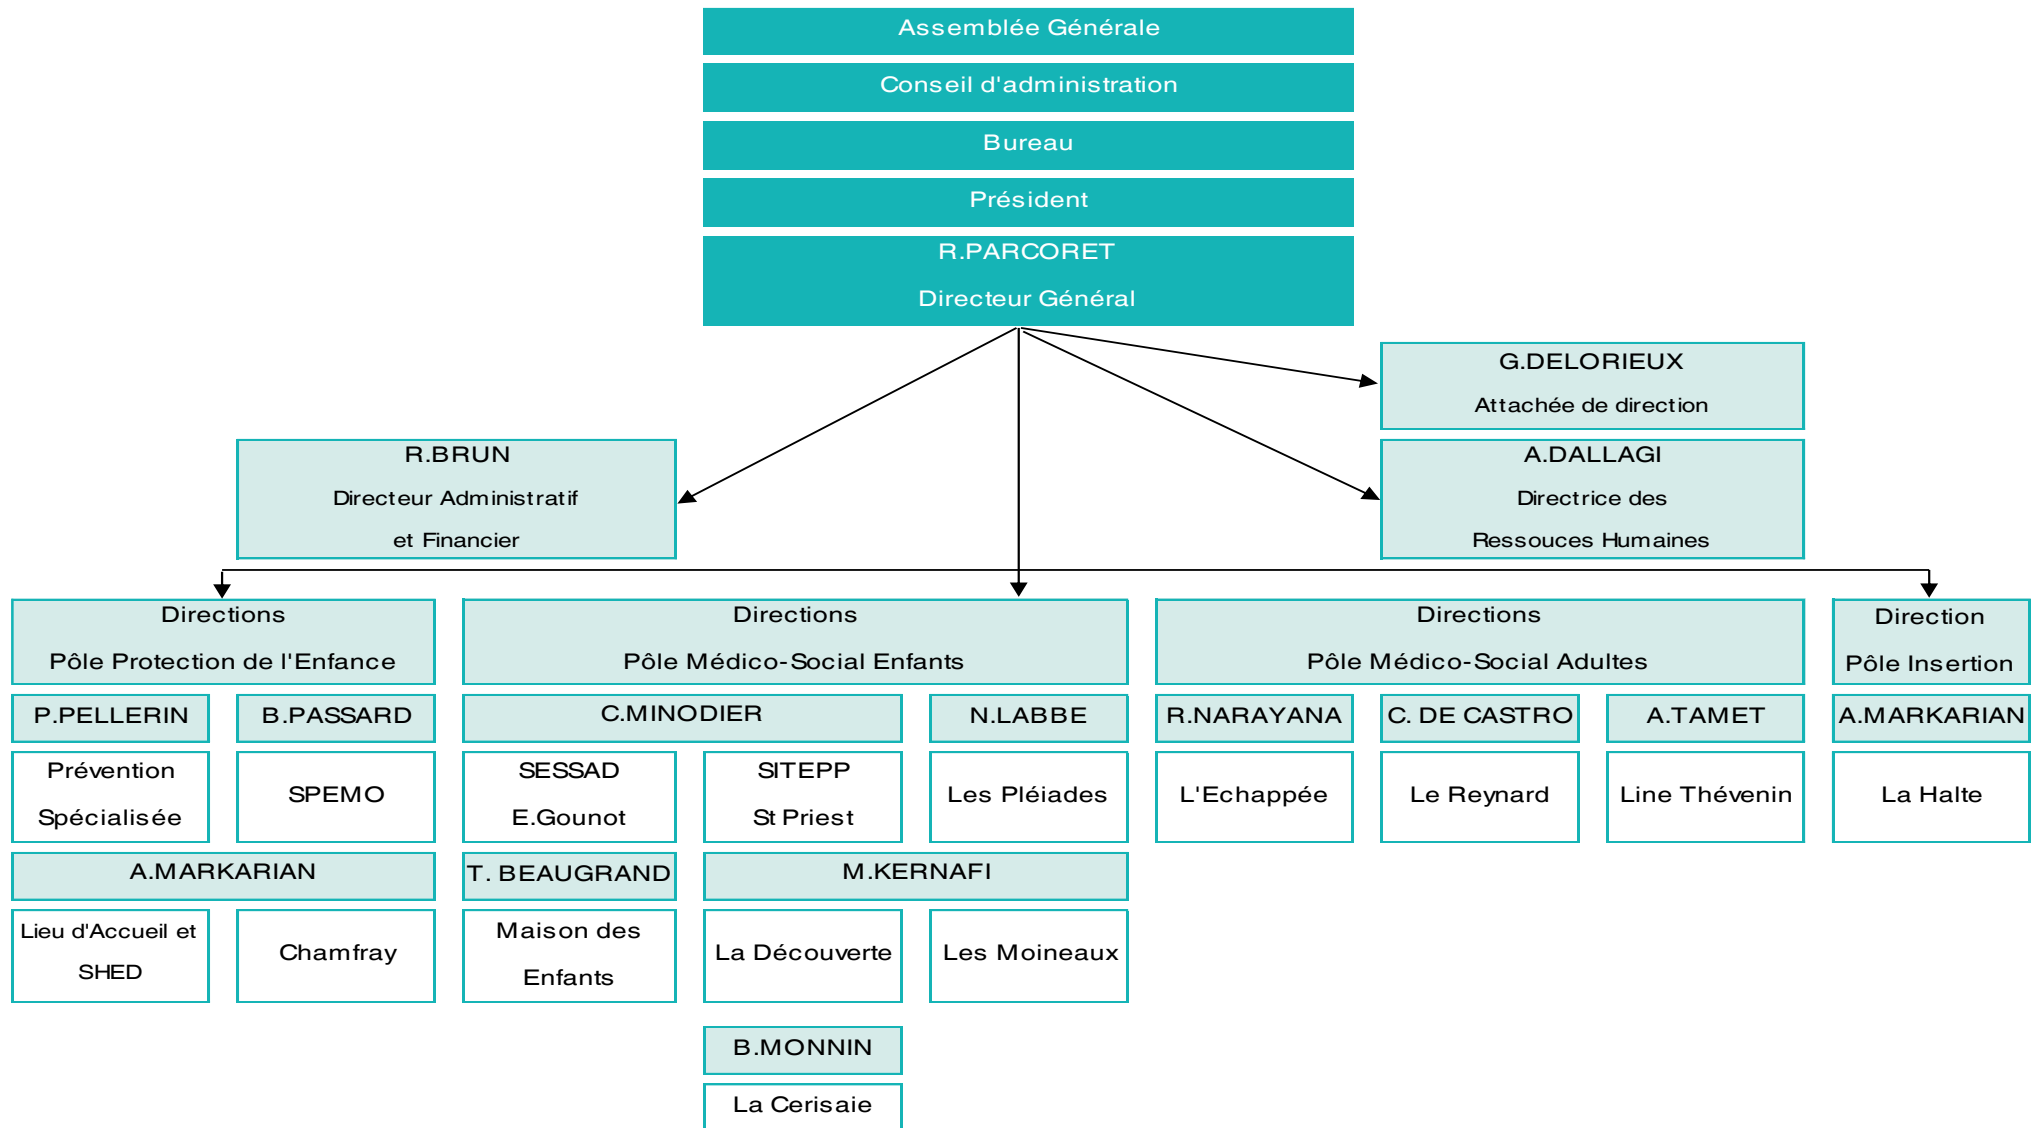 Assemblée Générale
Conseil d'administration
Bureau
Président
R.PARCORET
Directeur Général
G.DELORIEUX
Attachée de direction
R.BRUN
Directeur Administratif
et Financier
A.DALLAGI
Directrice des
Ressouces Humaines
Directions
Pôle Protection de l'Enfance
Directions
Pôle Médico-Social Enfants
Directions
Pôle Médico-Social Adultes
Direction
Pôle Insertion
P.PELLERIN
B.PASSARD
C.MINODIER
N.LABBE
R.NARAYANA
C. DE CASTRO
A.TAMET
A.MARKARIAN
Prévention
Spécialisée
SPEMO
SESSAD
E.Gounot
SITEPP
St Priest
Les Pléiades
L'Echappée
Le Reynard
Line Thévenin
La Halte
A.MARKARIAN
T. BEAUGRAND
M.KERNAFI
Lieu d'Accueil et
SHED
Chamfray
Maison des
Enfants
La Découverte
Les Moineaux
B.MONNIN
La Cerisaie